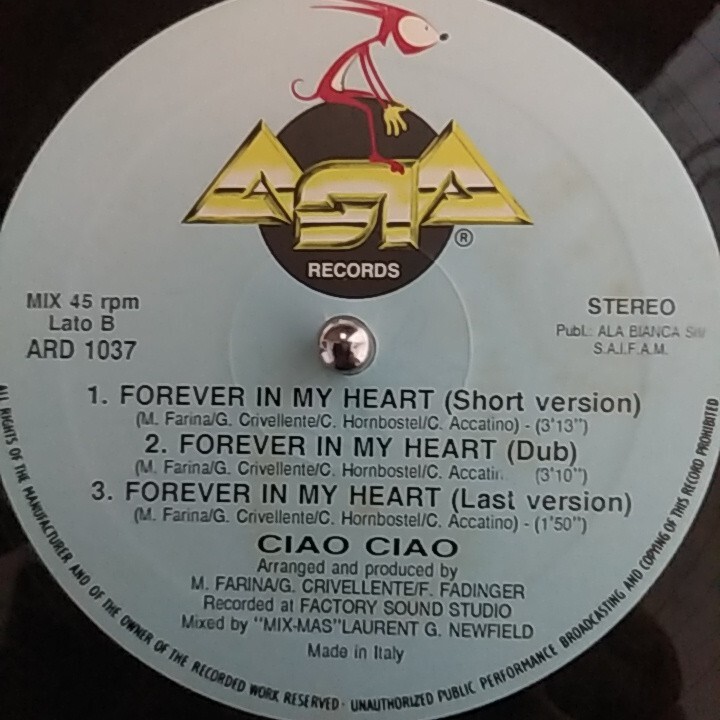 ASIA
®
RECORDS
MIX 45 rpm
Lato B
ARD 1037
STEREO
Publ.: ALA BIANCA
S.A.I.F.A.M.
1. FOREVER IN MY HEART (Short version)
(M. Farina/G. Crivellente/C. Hornbostel/C. Accatino) - (3'13")
2. FOREVER IN MY HEART (Dub)
(M. Farina/G. Crivellente/C. Hornbostel/C. (3'10")
3. FOREVER IN MY HEART (Last version)
(M. Farina/G. Crivellente/C. Hornbostel/C. Accatino) - (1'50")
CIAO CIAO
Arranged and produced by
M. FARINA/G. CRIVELLENTE/F. FADINGER
Recorded at FACTORY SOUND STUDIO
Mixed by "MIX-MAS"LAURENT G. NEWFIELD
Made in Italy
ALL RIGHTS OF THE MANUFACTURER AND OF THE OWNER OF THE RECORDED WORK RESERVED · UNAUTHORIZED PUBLIC PERFORMANCE BROADCASTING AND COPYING OF THIS RECORD PROHIBITED